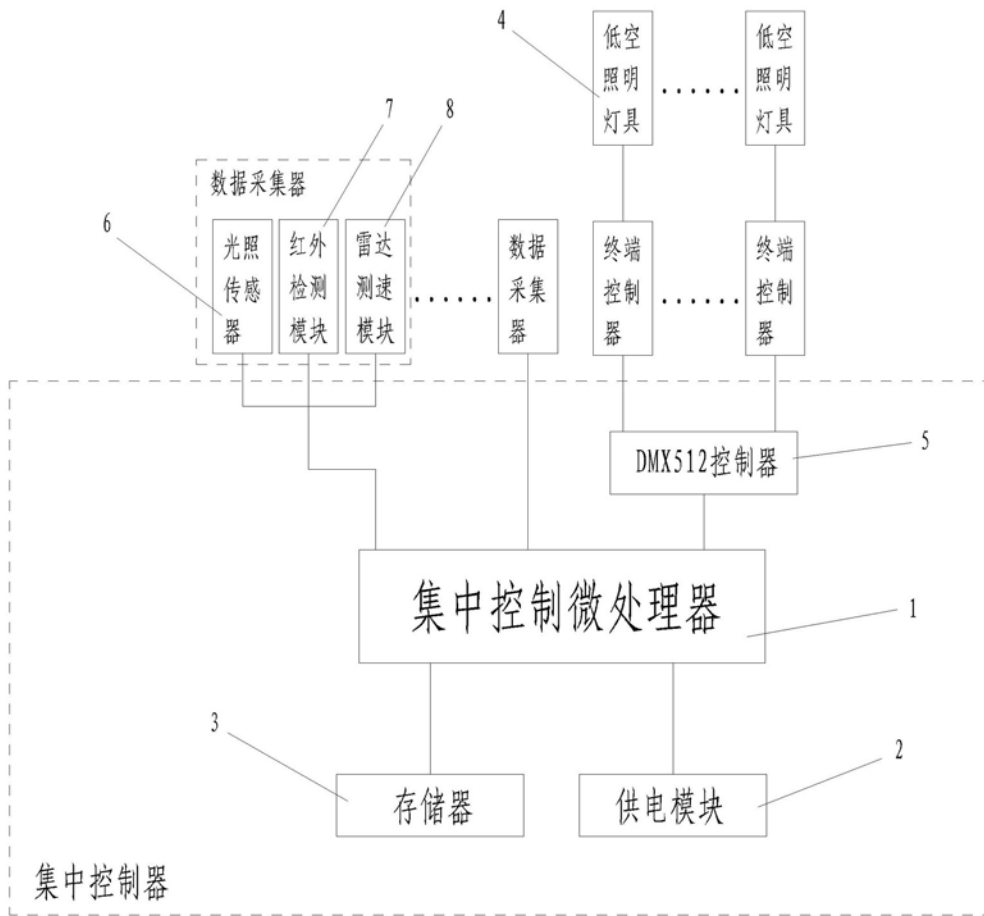 4
低空
照明
灯具
......
低空
照明
灯具
7
8
数据采集器
6
光照
传感
器
红外
检测
模块
雷达
测速
模块
......
数据
采集
器
终端
控制
器
......
终端
控制
器
DMX512控制器
5
集中控制微处理器
1
3
存储器
供电模块
2
集中控制器